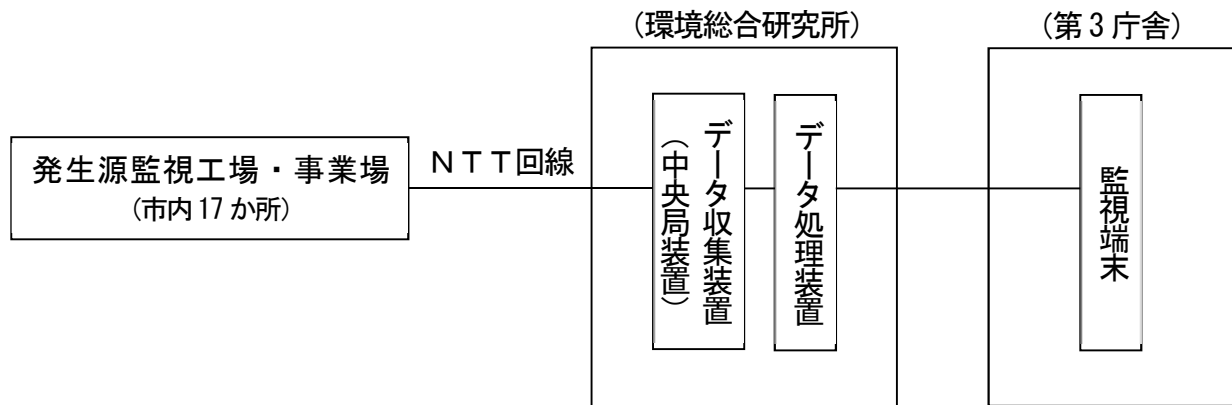 (環境総合研究所)
(第3庁舎)
発生源監視工場・事業場
(市内17か所)
NTT回線
データ収集装置
(中央局装置)
データ処理装置
監視端末